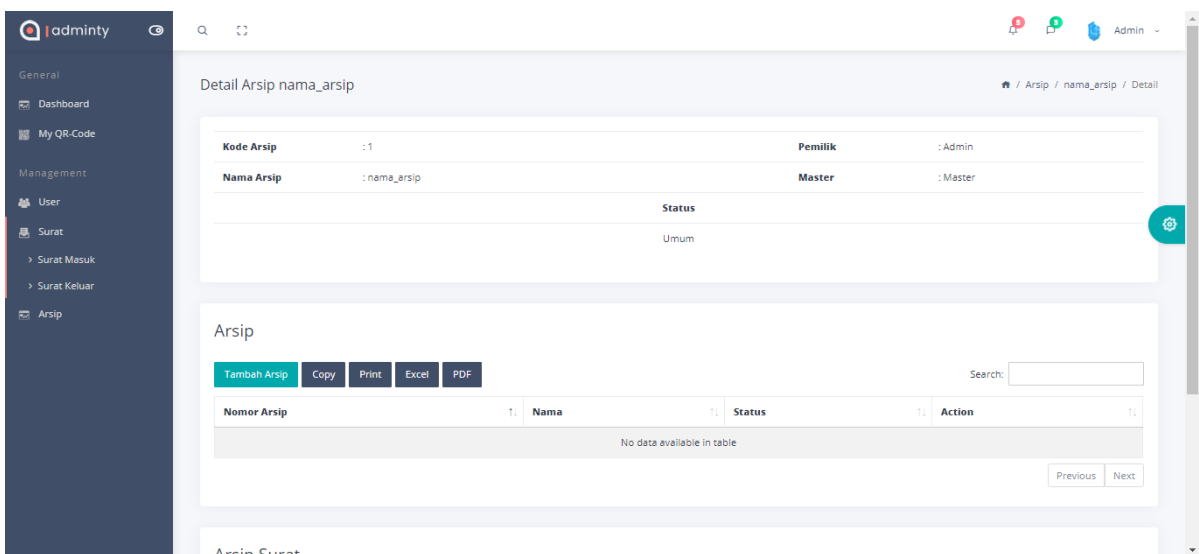 adminty
5
5
Admin
General
Dashboard
My QR-Code
Management
User
Surat
Surat Masuk
Surat Keluar
Arsip
Detail Arsip nama_arsip
/ Arsip / nama_arsip / Detail
Kode Arsip : 1 Pemilik : Admin
Nama Arsip : nama_arsip Master : Master
Status
Umum
Arsip
Tambah Arsip Copy Print Excel PDF Search:
Nomor Arsip Nama Status Action
No data available in table
Previous Next
Arsip Surat